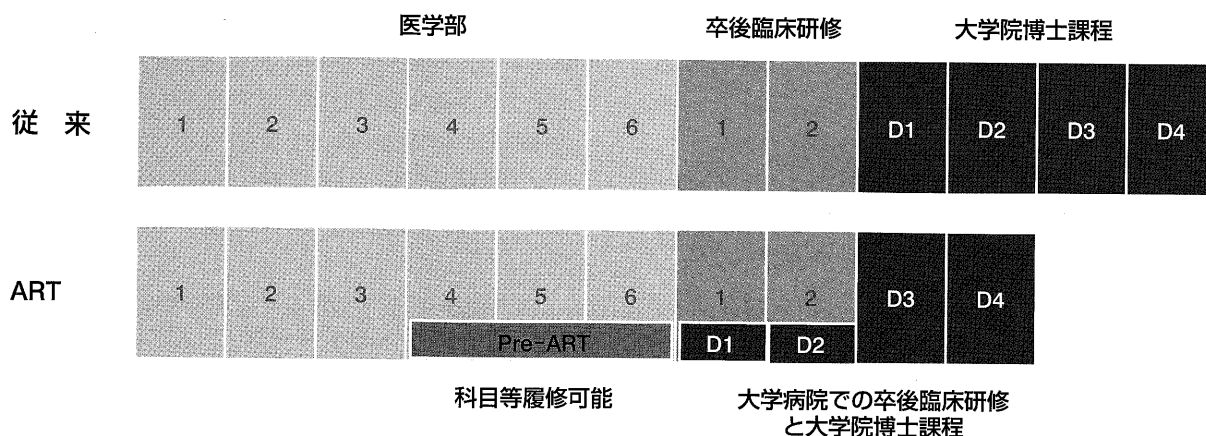 医学部 卒後臨床研修 大学院博士課程
従 来 1 2 3 4 5 6 1 2 D1 D2 D3 D4
ART 1 2 3 4 5 6 1 2 D3 D4
Pre-ART D1 D2
科目等履修可能 大学病院での卒後臨床研修
と大学院博士課程